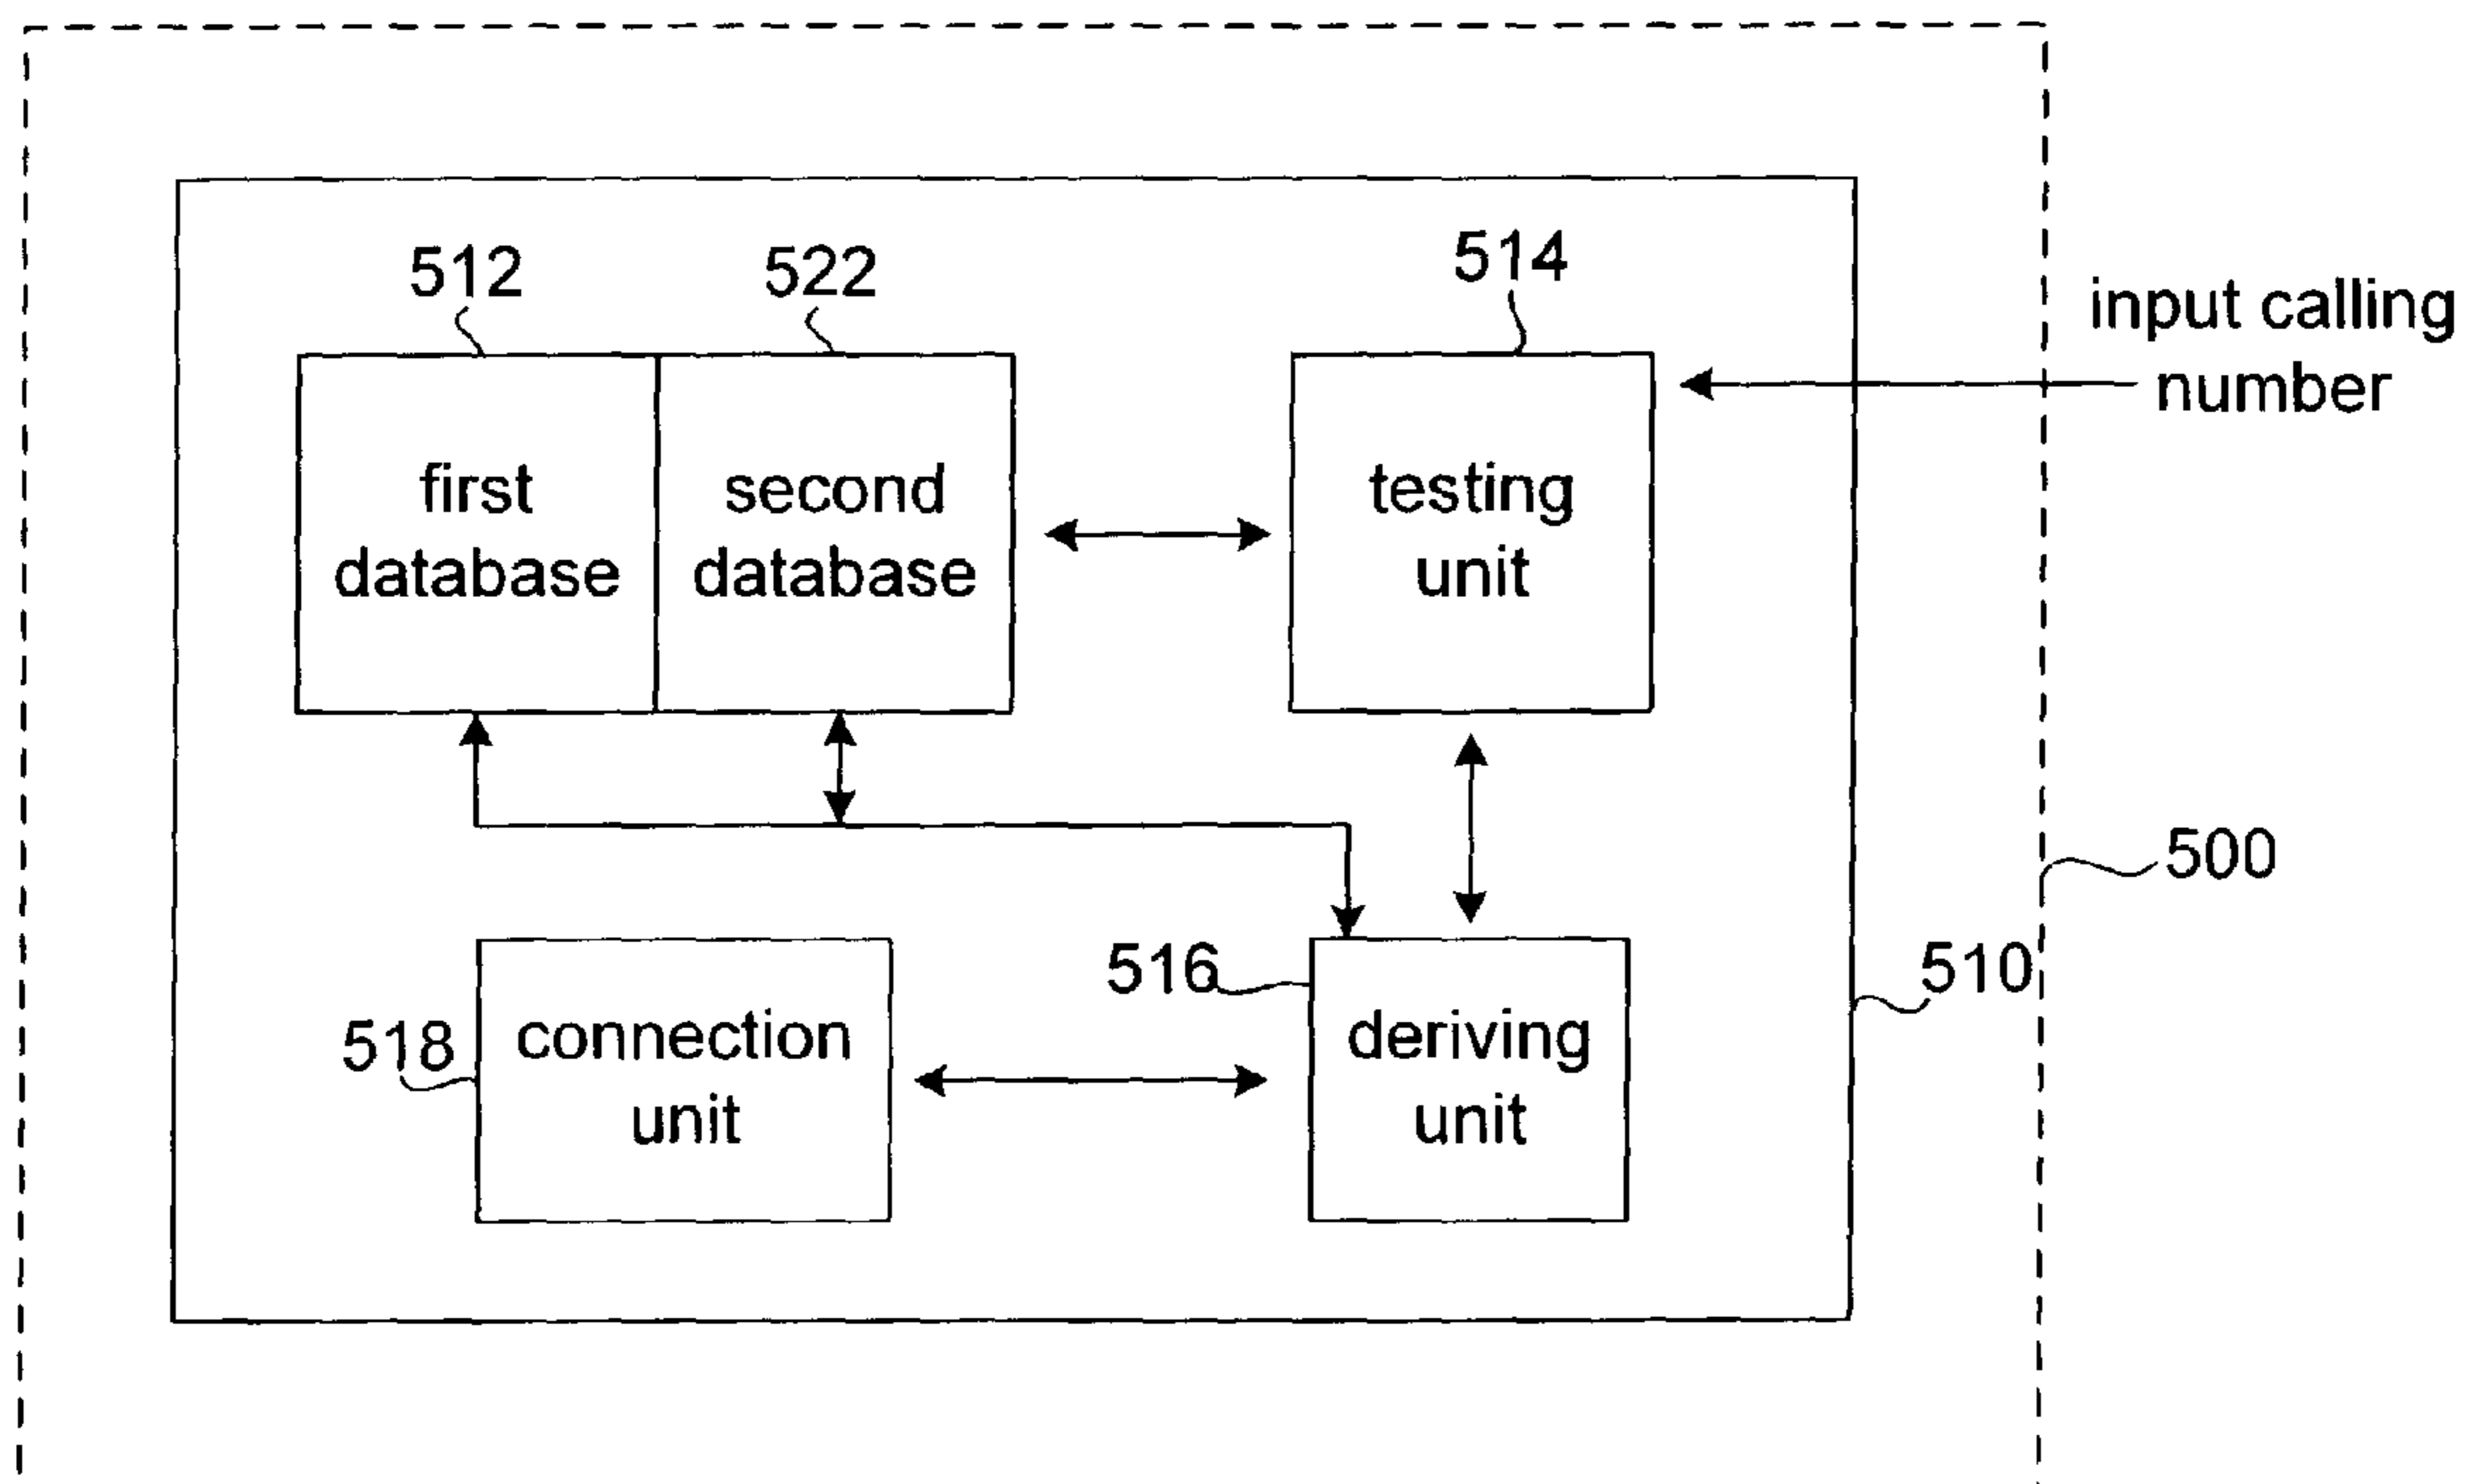 512
522
514
input calling
number
first
database
second
database
testing
unit
500
516
510
518
connection
unit
deriving
unit